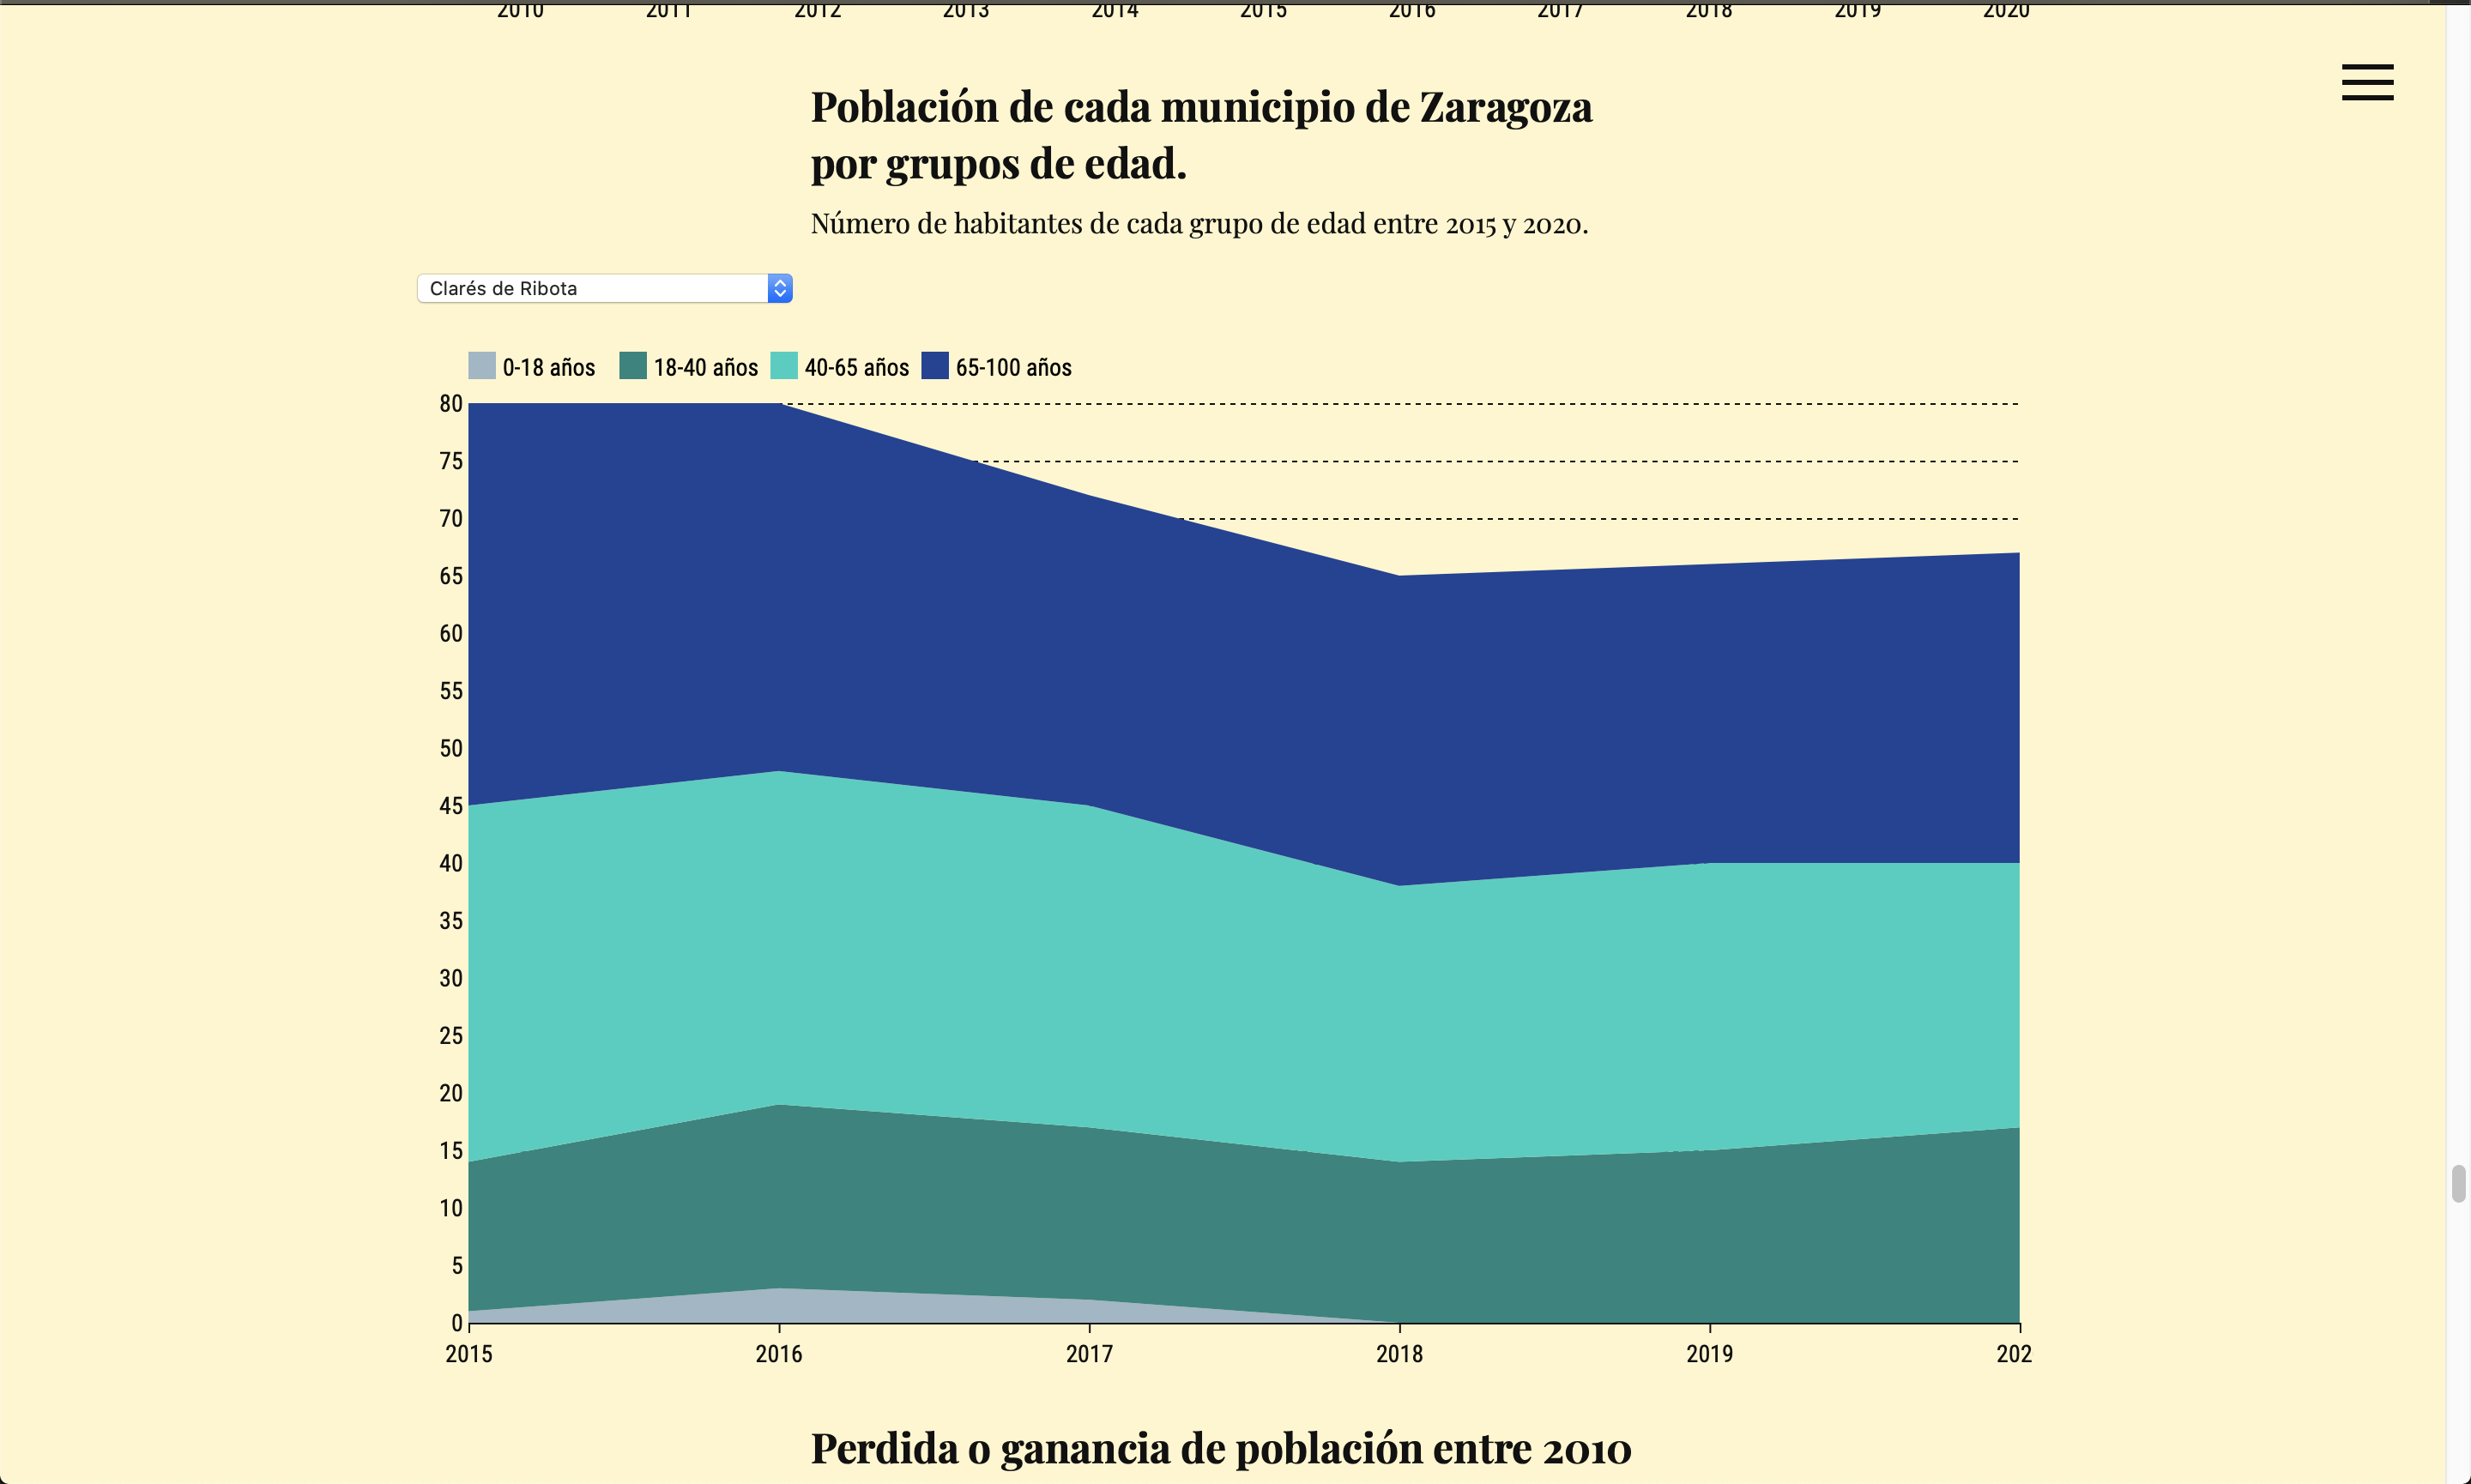 2010 2011 2012 2013 2014 2015 2016 2017 2018 2019 2020
Población de cada municipio de Zaragoza
por grupos de edad.
Número de habitantes de cada grupo de edad entre 2015 y 2020.
Clarés de Ribota
0-18 años 18-40 años 40-65 años 65-100 años
80
75
70
65
60
55
50
45
40
35
30
25
20
15
10
5
0
2015 2016 2017 2018 2019 202
Perdida o ganancia de población entre 2010